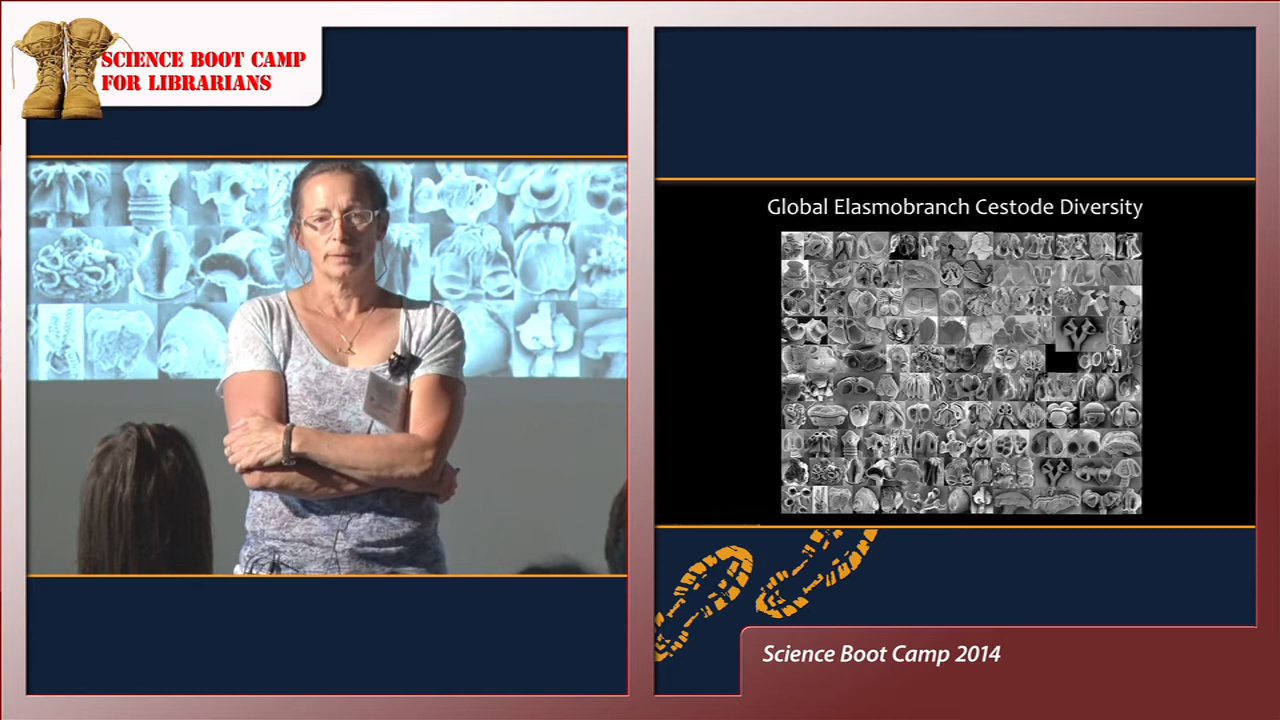 SCIENCE BOOT CAMP
FOR LIBRARIANS
Global Elasmobranch Cestode Diversity
Science Boot Camp 2014